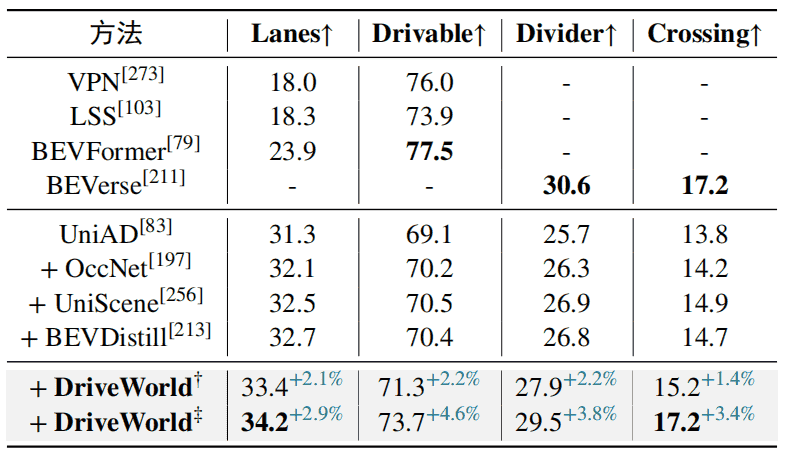 方法 Lanes↑ Drivable↑ Divider↑ Crossing↑
VPN[273] 18.0 76.0 - -
LSS[103] 18.3 73.9 - -
BEVFormer[79] 23.9 77.5 - -
BEVerse[211] - - 30.6 17.2
UniAD[83] 31.3 69.1 25.7 13.8
+ OccNet[197] 32.1 70.2 26.3 14.2
+ UniScene[256] 32.5 70.5 26.9 14.9
+ BEVDistill[213] 32.7 70.4 26.8 14.7
+ DriveWorld† 33.4+2.1% 71.3+2.2% 27.9+2.2% 15.2+1.4%
+ DriveWorld‡ 34.2+2.9% 73.7+4.6% 29.5+3.8% 17.2+3.4%